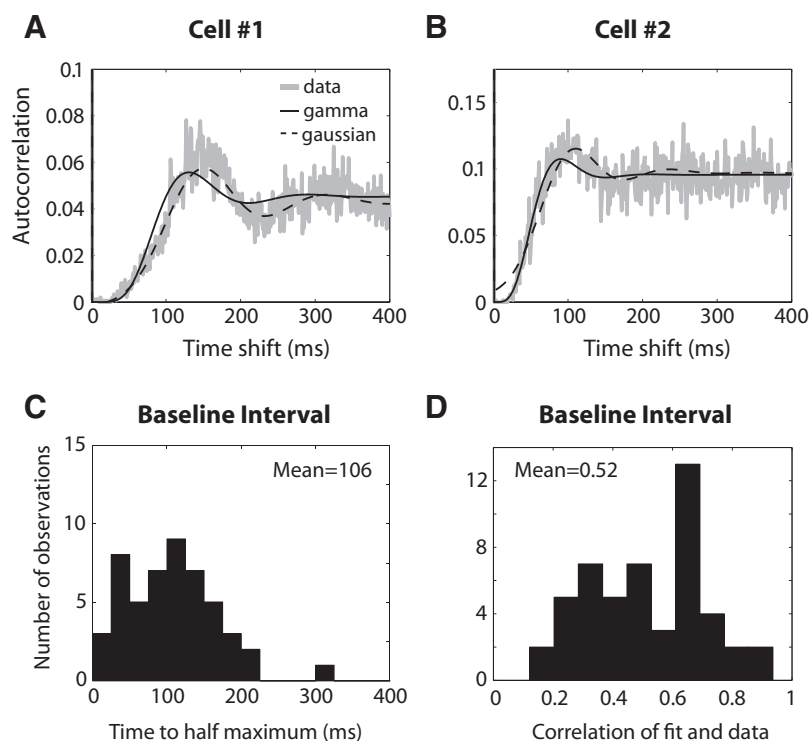 A
Cell #1
0.1
0.08
0.06
0.04
0.02
0
Autocorrelation
data
gamma
gaussian
0 100 200 300 400
Time shift (ms)
B
Cell #2
0.15
0.1
0.05
0
0 100 200 300 400
Time shift (ms)
C
Baseline Interval
Mean=106
15
10
5
0
Number of observations
0 100 200 300 400
Time to half maximum (ms)
D
Baseline Interval
Mean=0.52
12
8
4
0
0 0.2 0.4 0.6 0.8 1
Correlation of fit and data